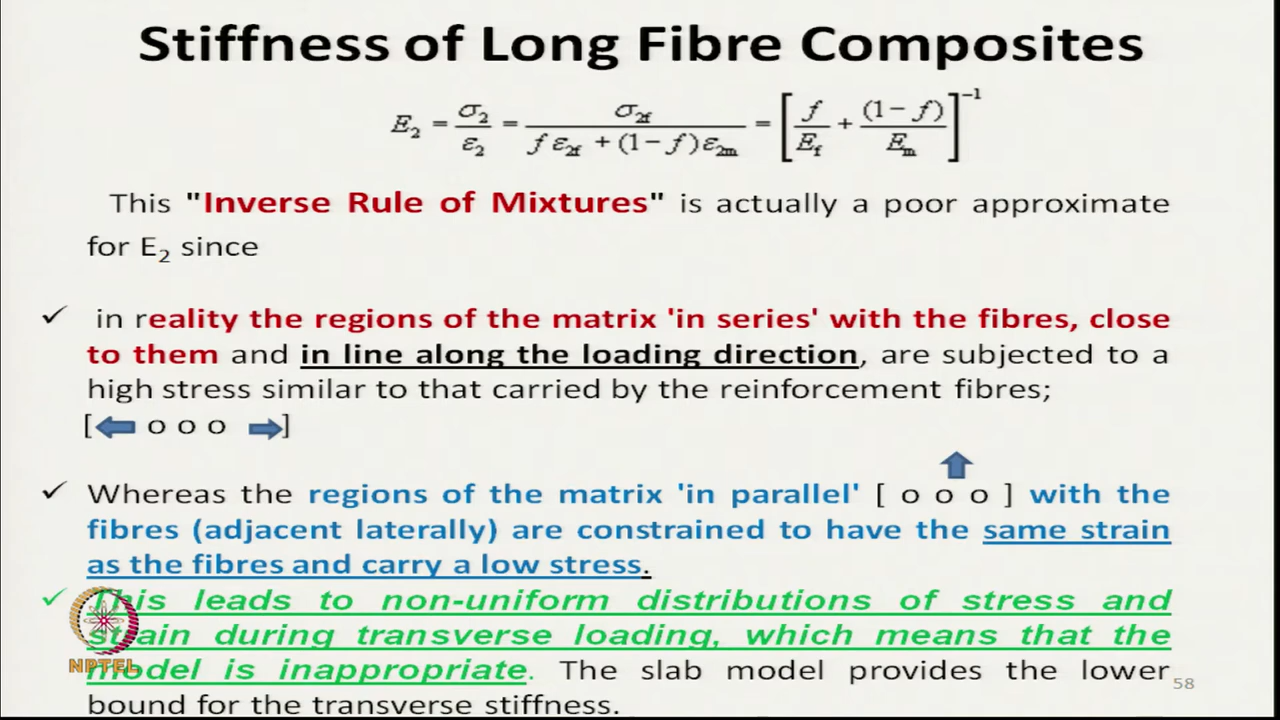 Stiffness of Long Fibre Composites
E₂ = σ₂/ε₂ = σ₂f/(f ε₂f + (1 − f) ε₂m) = [f/E_f + (1 − f)/E_m]⁻¹
This "Inverse Rule of Mixtures" is actually a poor approximate
for E₂ since
✓ in reality the regions of the matrix 'in series' with the fibres, close
to them and in line along the loading direction, are subjected to a
high stress similar to that carried by the reinforcement fibres;
[⬅ o o o ➡]
✓ Whereas the regions of the matrix 'in parallel' [ o o o ] with the
fibres (adjacent laterally) are constrained to have the same strain
as the fibres and carry a low stress.
✓ This leads to non-uniform distributions of stress and
strain during transverse loading, which means that the
model is inappropriate. The slab model provides the lower
bound for the transverse stiffness.
NPTEL
58